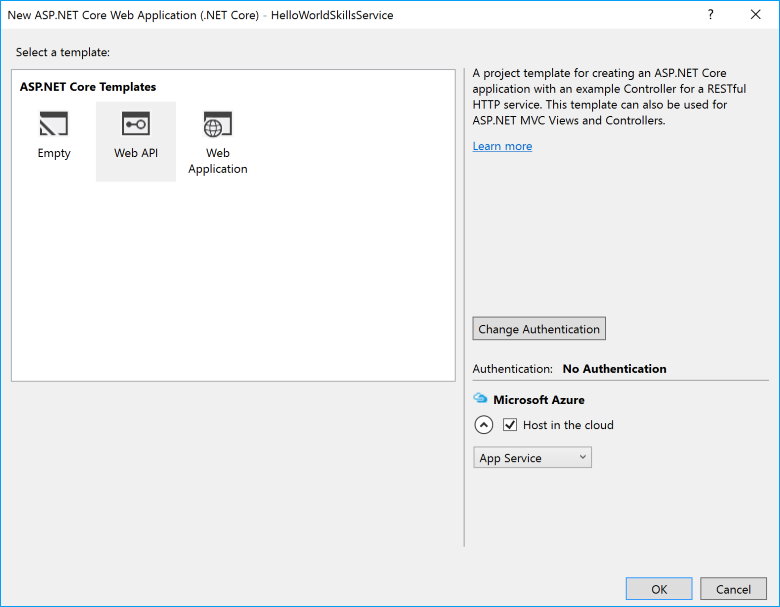 New ASP.NET Core Web Application (.NET Core) - HelloWorldSkillsService
?
Select a template:
ASP.NET Core Templates
Empty
Web API
Web
Application
A project template for creating an ASP.NET Core
application with an example Controller for a RESTful
HTTP service. This template can also be used for
ASP.NET MVC Views and Controllers.
Learn more
Change Authentication
Authentication: No Authentication
Microsoft Azure
Host in the cloud
App Service
OK
Cancel